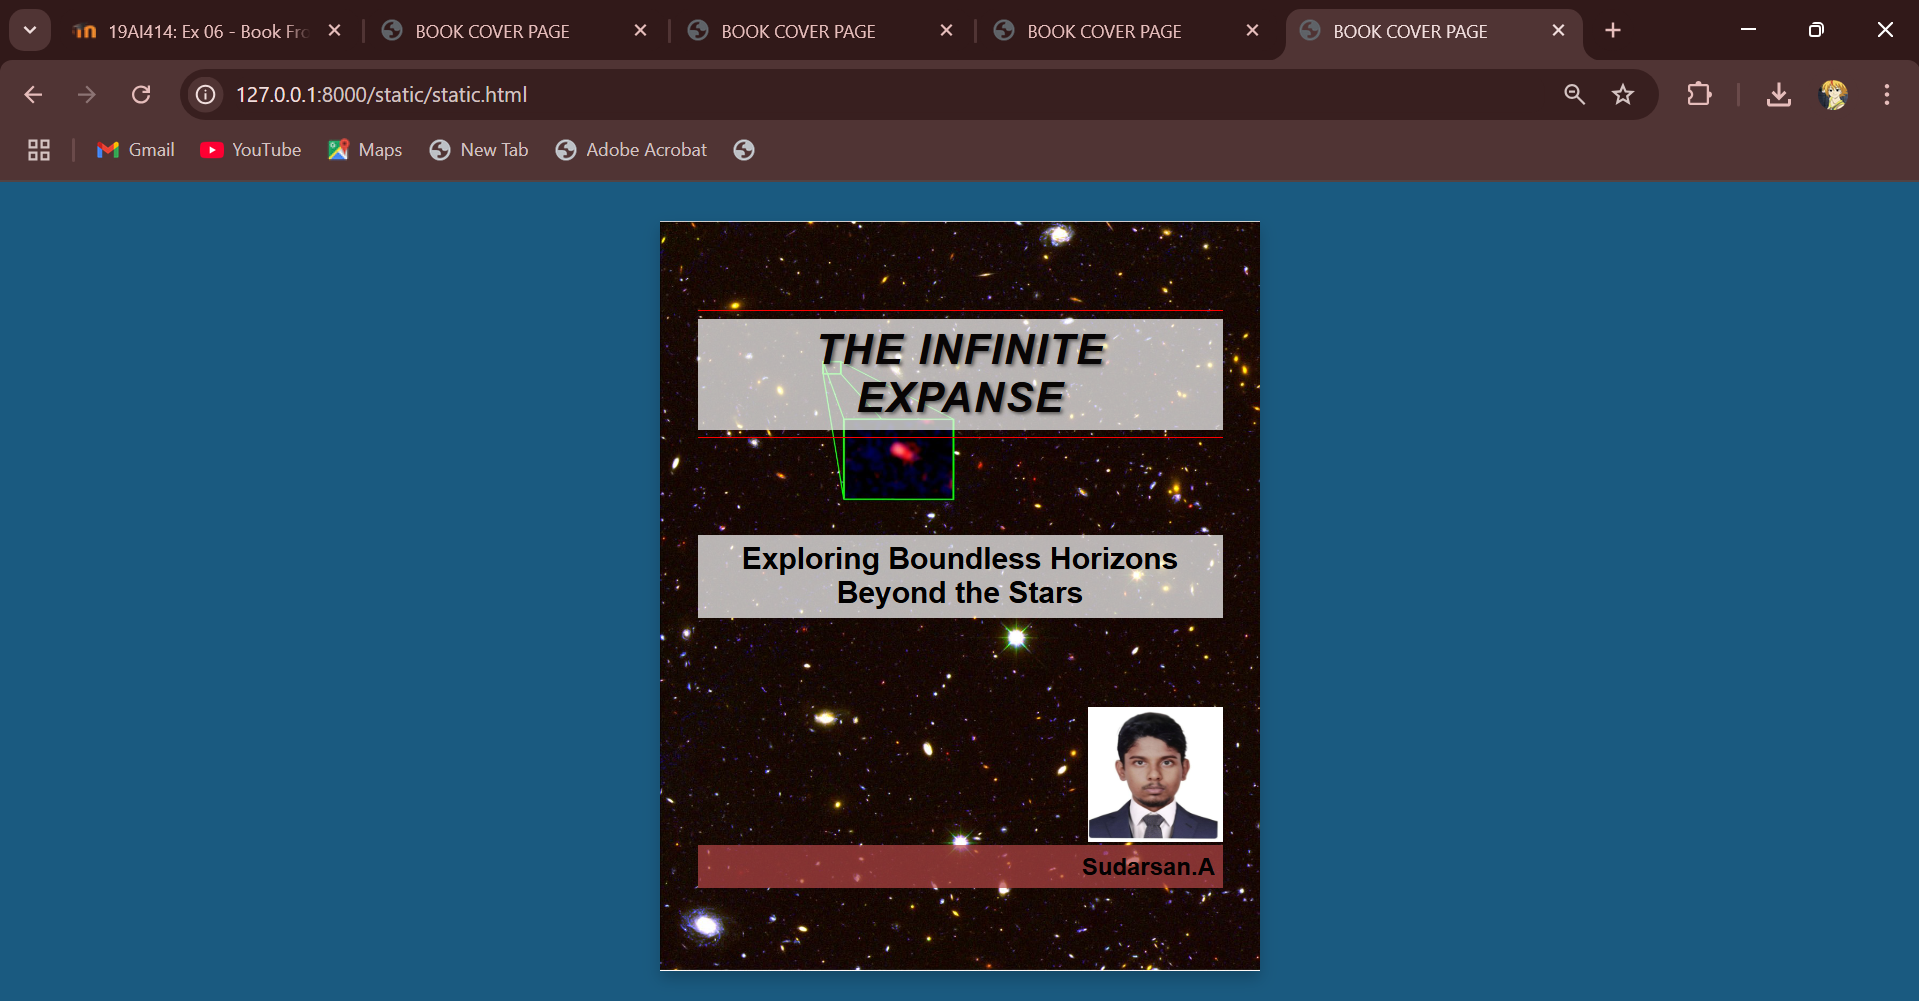 19AI414: Ex 06 - Book Fro
BOOK COVER PAGE
BOOK COVER PAGE
BOOK COVER PAGE
BOOK COVER PAGE
127.0.0.1:8000/static/static.html
Gmail
YouTube
Maps
New Tab
Adobe Acrobat
THE INFINITE
EXPANSE
Exploring Boundless Horizons
Beyond the Stars
Sudarsan.A